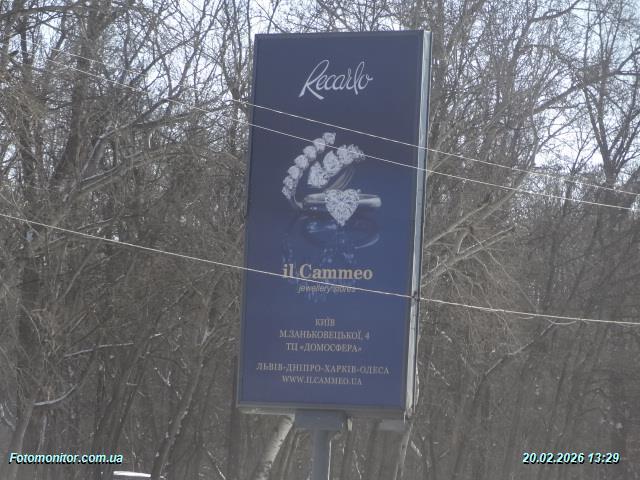 Recarlo
il Cammeo
jewellery stores
КИЇВ
М.ЗАНЬКОВЕЦЬКОЇ, 4
ТЦ «ДОМОСФЕРА»
ЛЬВІВ-ДНІПРО-ХАРКІВ-ОДЕСА
WWW.ILCAMMEO.UA
Fotomonitor.com.ua
20.02.2026 13:29